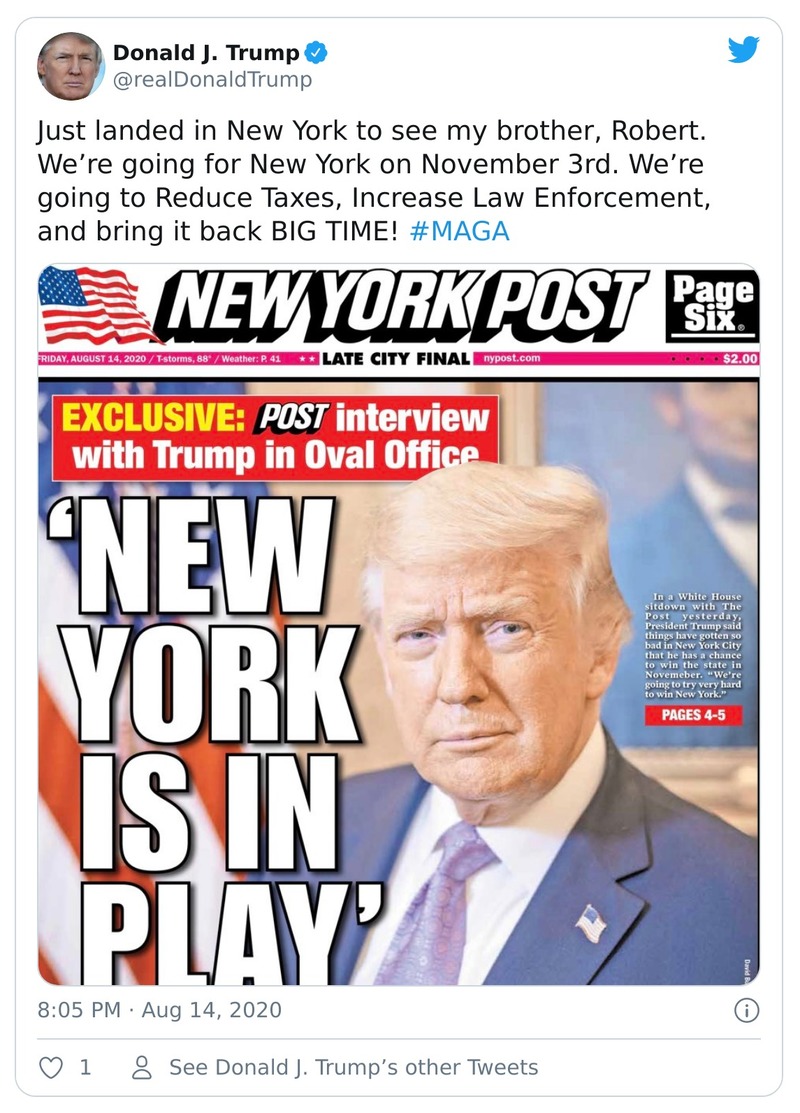 Donald J. Trump
@realDonaldTrump
Just landed in New York to see my brother, Robert.
We’re going for New York on November 3rd. We’re
going to Reduce Taxes, Increase Law Enforcement,
and bring it back BIG TIME! #MAGA
NEW YORK POST
Page
Six®
FRIDAY, AUGUST 14, 2020 / T-storms, 88° / Weather: P. 41 ★★ LATE CITY FINAL nypost.com $2.00
EXCLUSIVE: POST interview
with Trump in Oval Office
‘NEW
YORK
IS IN
PLAY’
In a White House
sitdown with The
Post yesterday,
President Trump said
things have gotten so
bad in New York City
that he has a chance
to win the state in
Novemeber. “We’re
going to try very hard
to win New York.”
PAGES 4-5
David
8:05 PM · Aug 14, 2020
1 See Donald J. Trump’s other Tweets